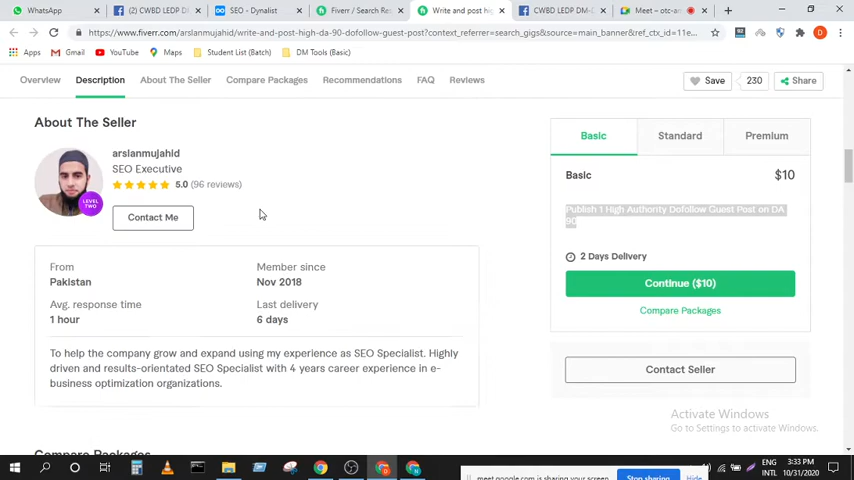 WhatsApp
(2) CWBD LEDP DM
SEO - Dynalist
Fiverr / Search Re
Write and post hig
CWBD LEDP DM-D
Meet – otc-am
https://www.fiverr.com/arslanmujahid/write-and-post-high-da-90-dofollow-guest-post?context_referrer=search_gigs&source=main_banner&ref_ctx_id=11e...
Apps
Gmail
YouTube
Maps
Student List (Batch)
DM Tools (Basic)
Overview
Description
About The Seller
Compare Packages
Recommendations
FAQ
Reviews
Save
230
Share
About The Seller
arslanmujahid
SEO Executive
5.0 (96 reviews)
LEVEL
TWO
Contact Me
From
Pakistan
Member since
Nov 2018
Avg. response time
1 hour
Last delivery
6 days
To help the company grow and expand using my experience as SEO Specialist. Highly
driven and results-orientated SEO Specialist with 4 years career experience in e-
business optimization organizations.
Compare Packages
Basic
Standard
Premium
Basic
$10
Publish 1 High Authority Dofollow Guest Post on DA
90
2 Days Delivery
Continue ($10)
Compare Packages
Contact Seller
Activate Windows
Go to Settings to activate Windows.
meet.google.com is sharing your screen.
Stop sharing
Hide
ENG
INTL
3:33 PM
10/31/2020